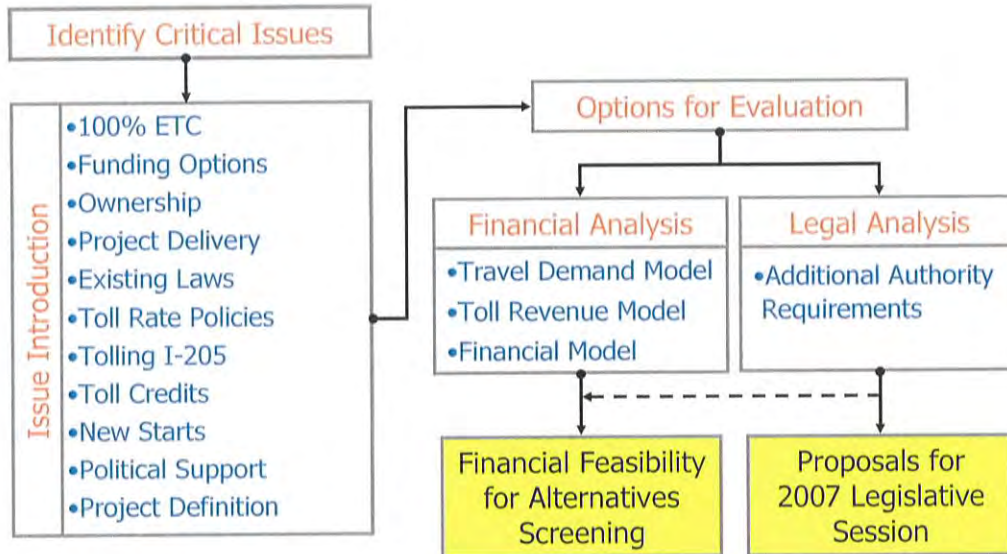 Identify Critical Issues
Issue Introduction
•100% ETC
•Funding Options
•Ownership
•Project Delivery
•Existing Laws
•Toll Rate Policies
•Tolling I-205
•Toll Credits
•New Starts
•Political Support
•Project Definition
Options for Evaluation
Financial Analysis
•Travel Demand Model
•Toll Revenue Model
•Financial Model
Legal Analysis
•Additional Authority
Requirements
Financial Feasibility
for Alternatives
Screening
Proposals for
2007 Legislative
Session